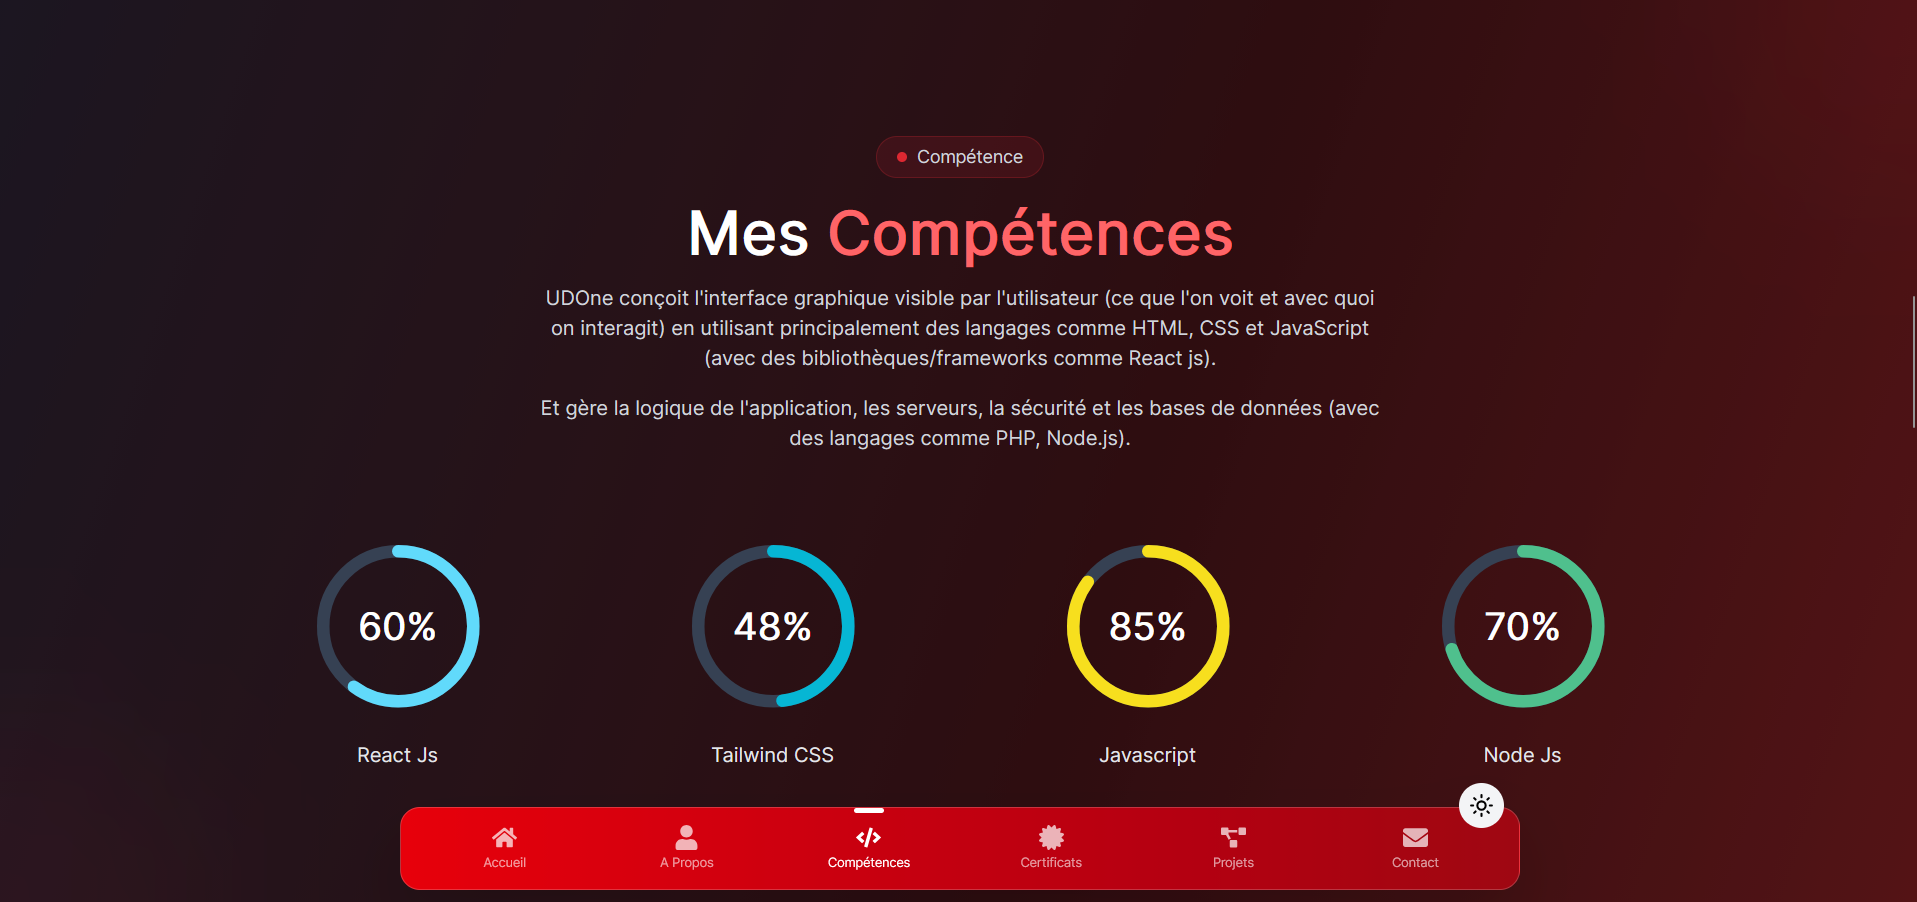 Compétence
Mes Compétences
UDOne conçoit l'interface graphique visible par l'utilisateur (ce que l'on voit et avec quoi
on interagit) en utilisant principalement des langages comme HTML, CSS et JavaScript
(avec des bibliothèques/frameworks comme React js).
Et gère la logique de l'application, les serveurs, la sécurité et les bases de données (avec
des langages comme PHP, Node.js).
60%
48%
85%
70%
React Js
Tailwind CSS
Javascript
Node Js
Accueil
A Propos
Compétences
Certificats
Projets
Contact